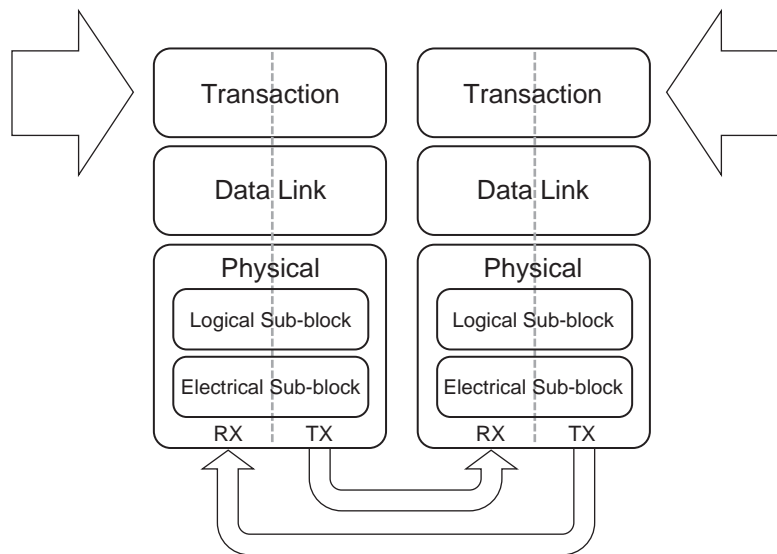 Transaction
Transaction
Data Link
Data Link
Physical
Physical
Logical Sub-block
Logical Sub-block
Electrical Sub-block
Electrical Sub-block
RX TX
RX TX